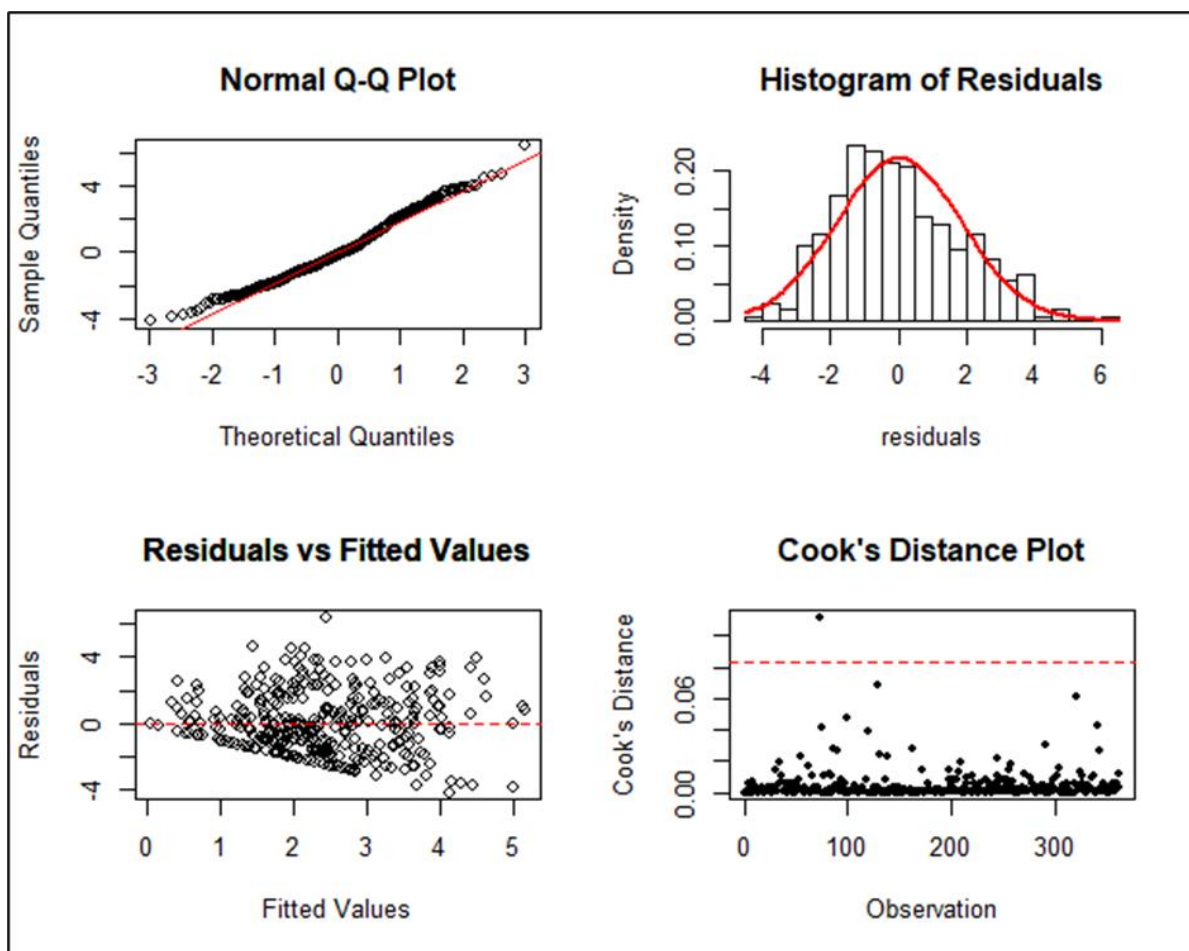 Normal Q-Q Plot
Sample Quantiles
4
0
-4
-3 -2 -1 0 1 2 3
Theoretical Quantiles
Histogram of Residuals
Density
0.20
0.10
0.00
-4 -2 0 2 4 6
residuals
Residuals vs Fitted Values
Residuals
4
0
-4
0 1 2 3 4 5
Fitted Values
Cook's Distance Plot
Cook's Distance
0.06
0.00
0 100 200 300
Observation